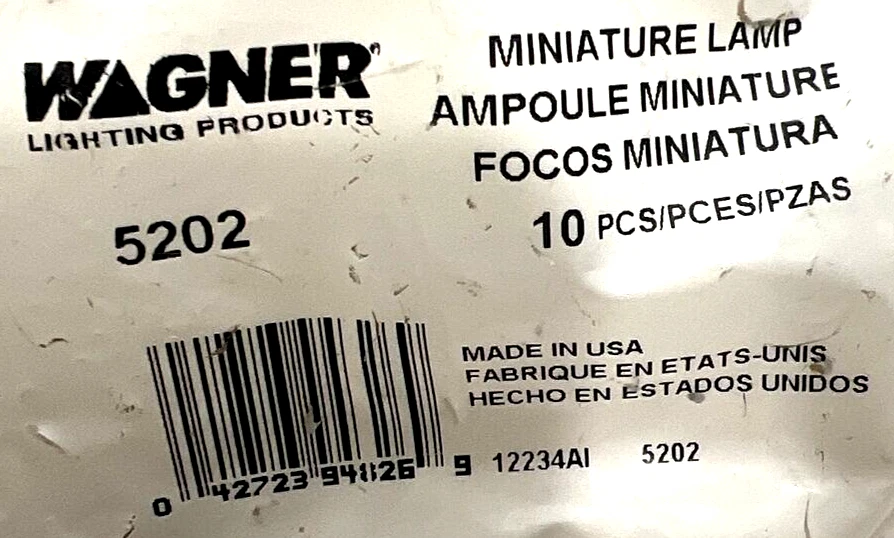 WAGNER
LIGHTING PRODUCTS
5202
MINIATURE LAMP
AMPOULE MINIATURE
FOCOS MINIATURA
10 PCS/PCES/PZAS
MADE IN USA
FABRIQUE EN ETATS-UNIS
HECHO EN ESTADOS UNIDOS
12234AI 5202
0 42723 94826 9